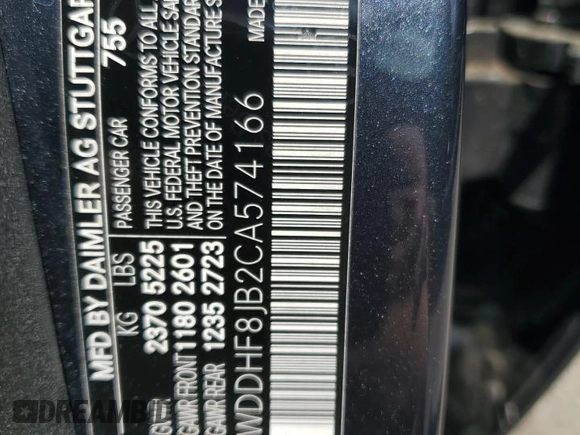 MFD BY DAIMLER AG STUTTGAR
755
KG LBS PASSENGER CAR
2370 5225
GAWR FRONT 1180 2601
GAWR REAR 1235 2723
THIS VEHICLE CONFORMS TO ALL
U.S. FEDERAL MOTOR VEHICLE SA
AND THEFT PREVENTION STANDAR
ON THE DATE OF MANUFACTURE S
MADE
WDDHF8JB2CA574166
DREAMBID